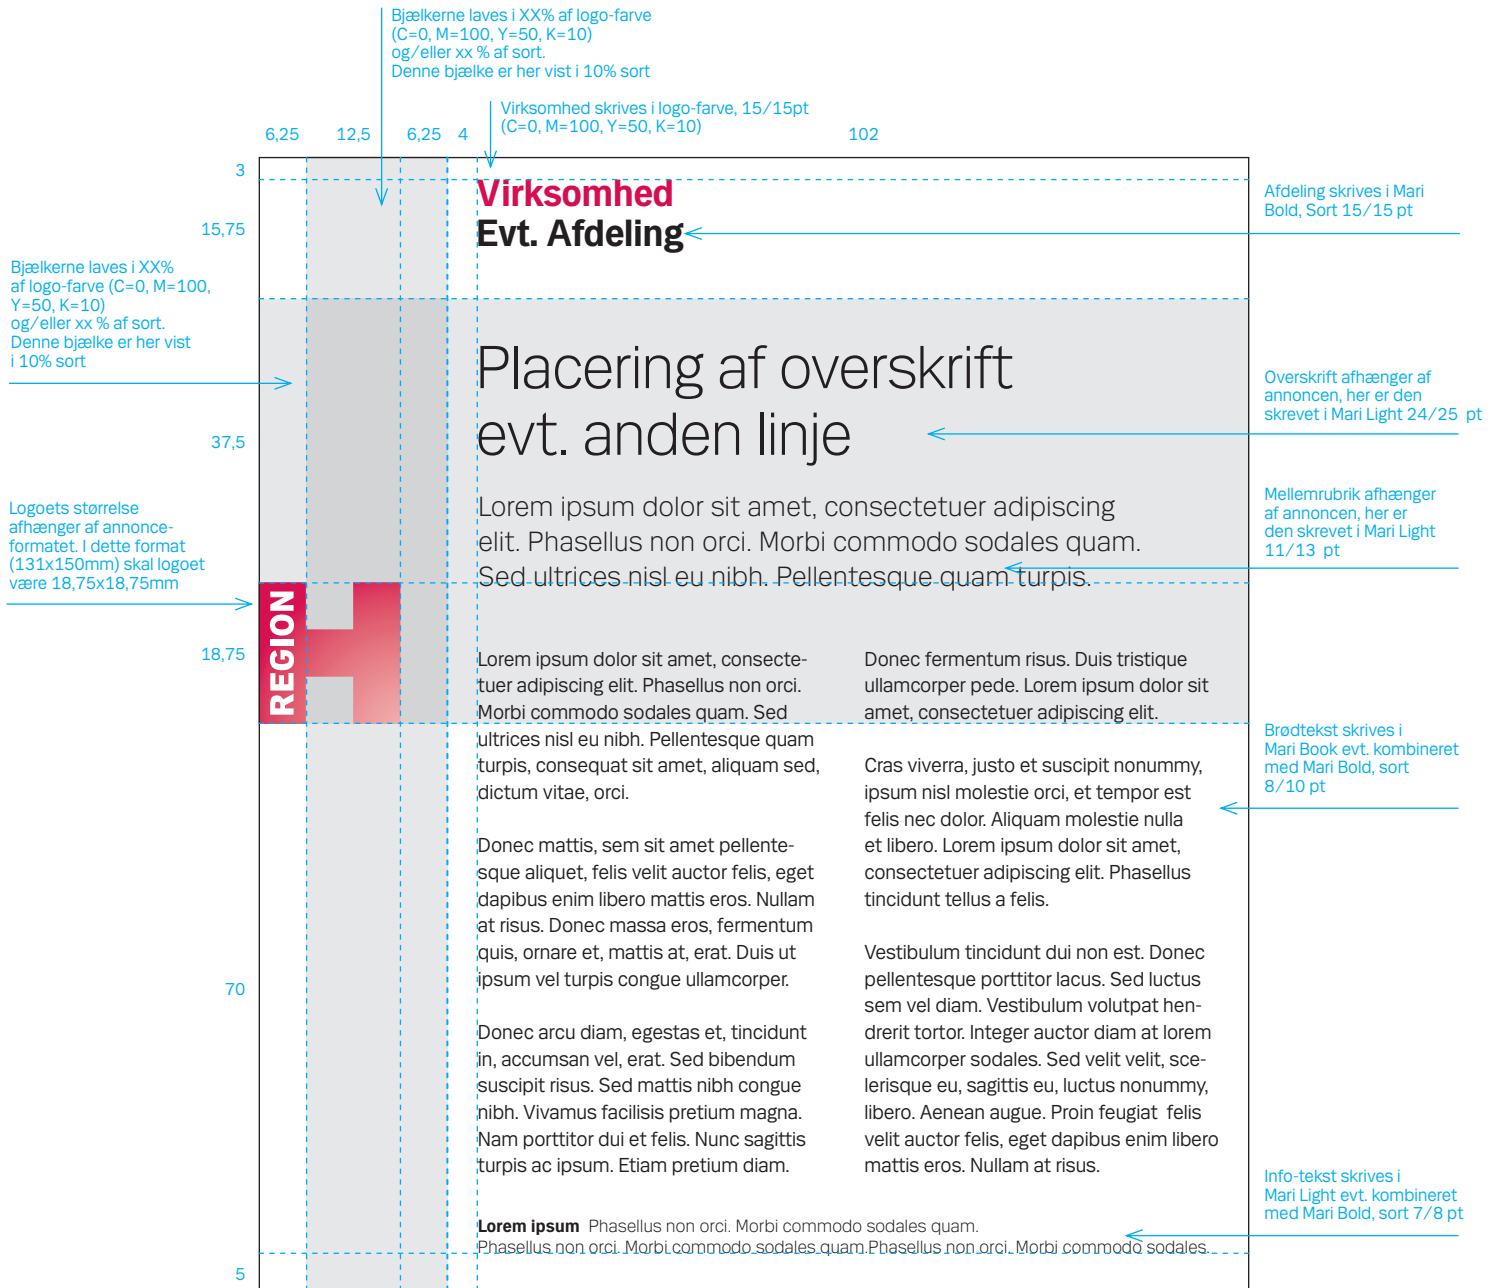 Bjælkerne laves i XX% af logo-farve
(C=0, M=100, Y=50, K=10)
og/eller xx % af sort.
Denne bjælke er her vist i 10% sort
Virksomhed skrives i logo-farve, 15/15pt
(C=0, M=100, Y=50, K=10)
6,25 12,5 6,25 4 102
3
15,75
37,5
18,75
70
5
Bjælkerne laves i XX%
af logo-farve (C=0, M=100,
Y=50, K=10)
og/eller xx % af sort.
Denne bjælke er her vist
i 10% sort
Logoets størrelse
afhænger af annonce-
formatet. I dette format
(131x150mm) skal logoet
være 18,75x18,75mm
REGION
H
Virksomhed
Evt. Afdeling
Placering af overskrift
evt. anden linje
Lorem ipsum dolor sit amet, consectetuer adipiscing
elit. Phasellus non orci. Morbi commodo sodales quam.
Sed ultrices nisl eu nibh. Pellentesque quam turpis.
Lorem ipsum dolor sit amet, consecte-
tuer adipiscing elit. Phasellus non orci.
Morbi commodo sodales quam. Sed
ultrices nisl eu nibh. Pellentesque quam
turpis, consequat sit amet, aliquam sed,
dictum vitae, orci.
Donec mattis, sem sit amet pellente-
sque aliquet, felis velit auctor felis, eget
dapibus enim libero mattis eros. Nullam
at risus. Donec massa eros, fermentum
quis, ornare et, mattis at, erat. Duis ut
ipsum vel turpis congue ullamcorper.
Donec arcu diam, egestas et, tincidunt
in, accumsan vel, erat. Sed bibendum
suscipit risus. Sed mattis nibh congue
nibh. Vivamus facilisis pretium magna.
Nam porttitor dui et felis. Nunc sagittis
turpis ac ipsum. Etiam pretium diam.
Donec fermentum risus. Duis tristique
ullamcorper pede. Lorem ipsum dolor sit
amet, consectetuer adipiscing elit.
Cras viverra, justo et suscipit nonummy,
ipsum nisl molestie orci, et tempor est
felis nec dolor. Aliquam molestie nulla
et libero. Lorem ipsum dolor sit amet,
consectetuer adipiscing elit. Phasellus
tincidunt tellus a felis.
Vestibulum tincidunt dui non est. Donec
pellentesque porttitor lacus. Sed luctus
sem vel diam. Vestibulum volutpat hen-
drerit tortor. Integer auctor diam at lorem
ullamcorper sodales. Sed velit velit, sce-
lerisque eu, sagittis eu, luctus nonummy,
libero. Aenean augue. Proin feugiat felis
velit auctor felis, eget dapibus enim libero
mattis eros. Nullam at risus.
Lorem ipsum Phasellus non orci. Morbi commodo sodales quam.
Phasellus non orci. Morbi commodo sodales quam.Phasellus non orci. Morbi commodo sodales.
Afdeling skrives i Mari
Bold, Sort 15/15 pt
Overskrift afhænger af
annoncen, her er den
skrevet i Mari Light 24/25 pt
Mellemrubrik afhænger
af annoncen, her er
den skrevet i Mari Light
11/13 pt
Brødtekst skrives i
Mari Book evt. kombineret
med Mari Bold, sort
8/10 pt
Info-tekst skrives i
Mari Light evt. kombineret
med Mari Bold, sort 7/8 pt